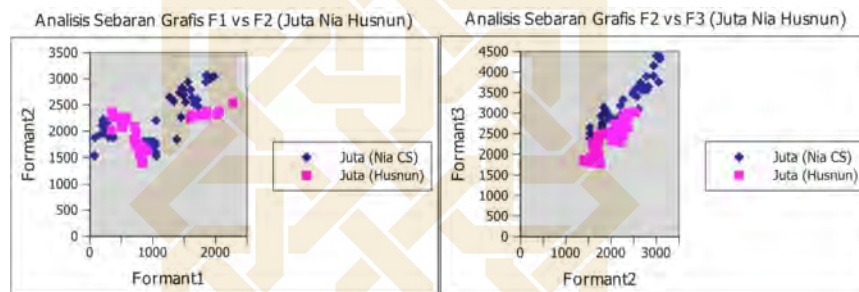 Analisis Sebaran Grafis F1 vs F2 (Juta Nia Husnun)
3500
3000
2500
2000
1500
1000
500
0
Formant2
0
1000
2000
Formant1
Juta (Nia CS)
Juta (Husnun)
Analisis Sebaran Grafis F2 vs F3 (Juta Nia Husnun)
4500
4000
3500
3000
2500
2000
1500
1000
500
0
Formant3
0
1000
2000
3000
Formant2
Juta (Nia CS)
Juta (Husnun)